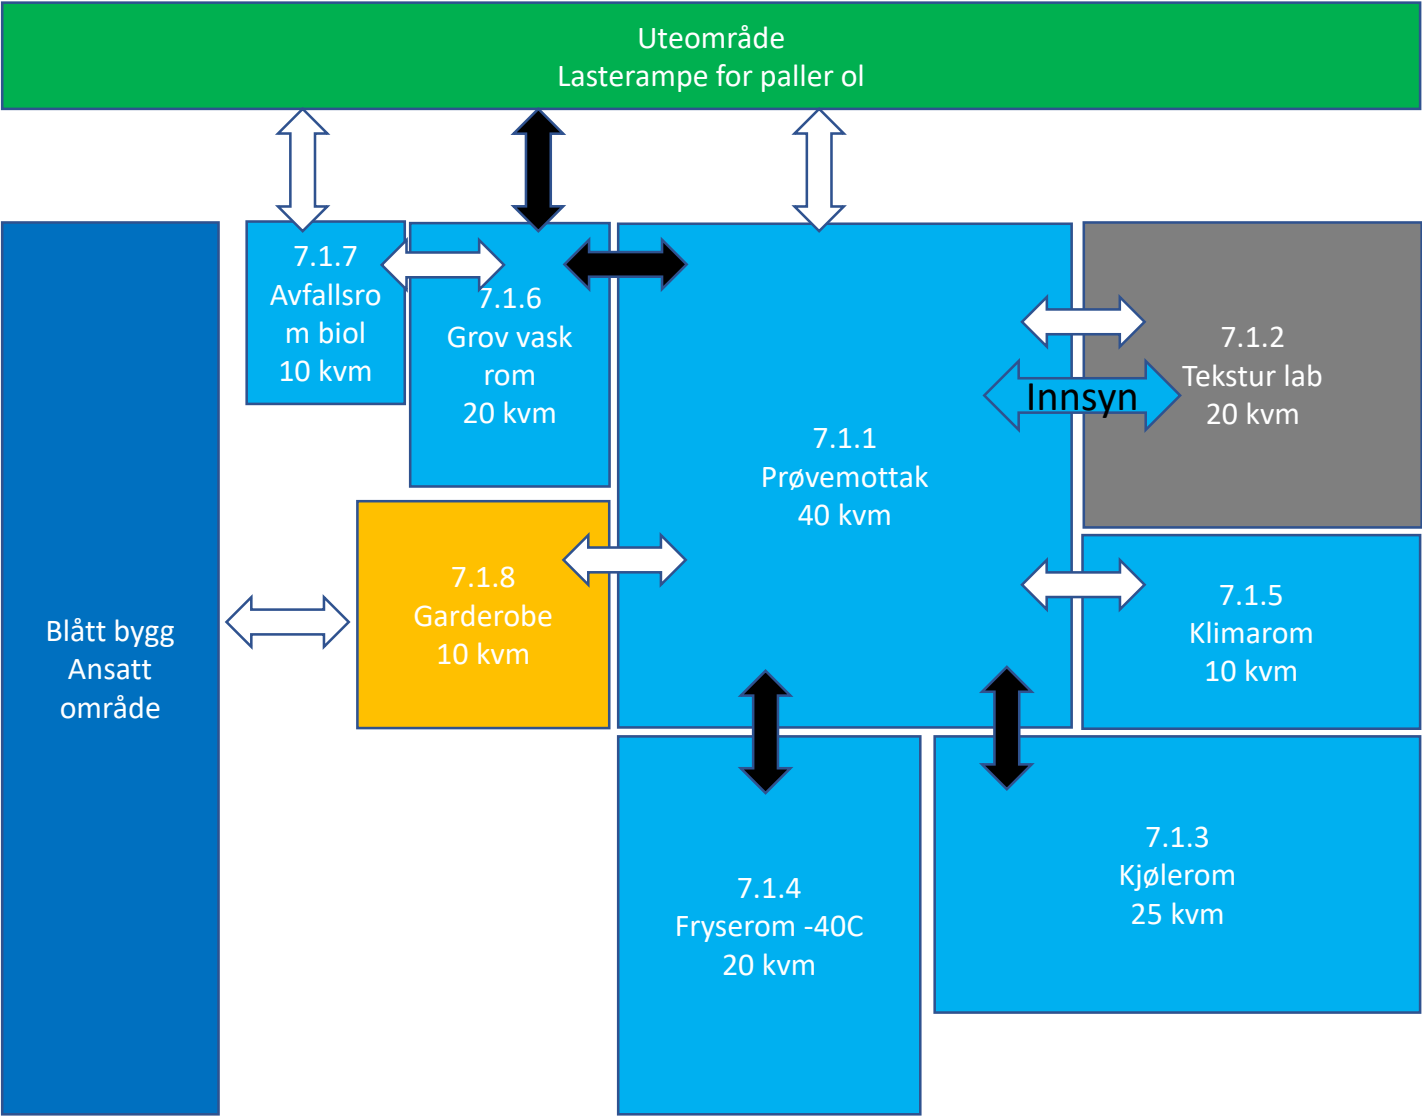 Uteområde
Lasterampe for paller ol
7.1.7
Avfallsro
m biol
10 kvm
7.1.6
Grov vask
rom
20 kvm
7.1.1
Prøvemottak
40 kvm
Innsyn
7.1.2
Tekstur lab
20 kvm
Blått bygg
Ansatt
område
7.1.8
Garderobe
10 kvm
7.1.5
Klimarom
10 kvm
7.1.4
Fryserom -40C
20 kvm
7.1.3
Kjølerom
25 kvm